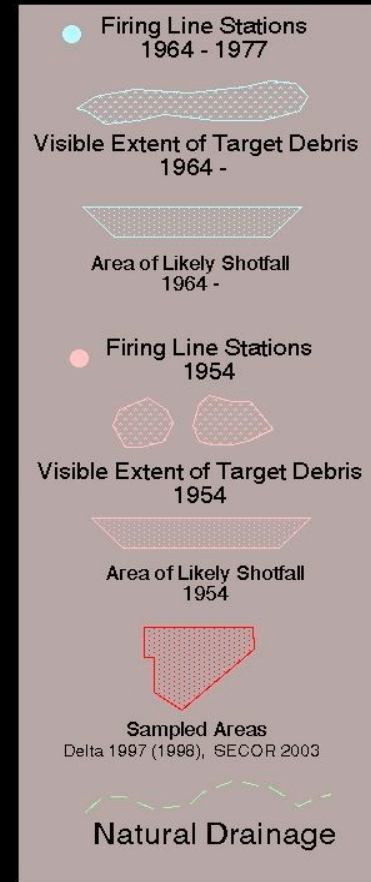 Firing Line Stations
1964 - 1977
Visible Extent of Target Debris
1964 -
Area of Likely Shotfall
1964 -
Firing Line Stations
1954
Visible Extent of Target Debris
1954
Area of Likely Shotfall
1954
Sampled Areas
Delta 1997 (1998), SECOR 2003
Natural Drainage